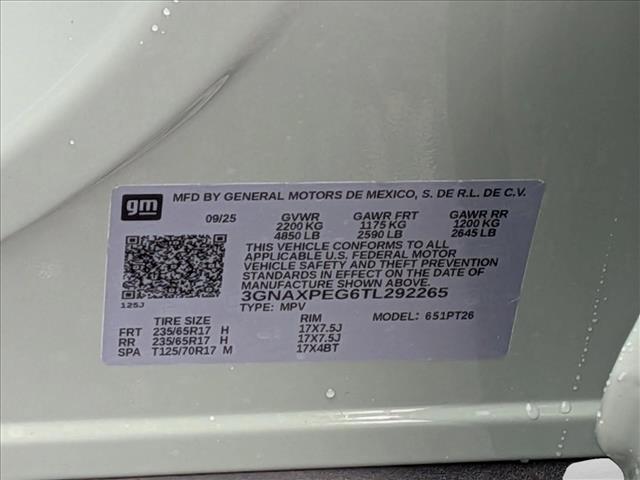 gm
MFD BY GENERAL MOTORS DE MEXICO, S. DE R.L. DE C.V.
09/25 GVWR GAWR FRT GAWR RR
2200 KG 1175 KG 1200 KG
4850 LB 2590 LB 2645 LB
THIS VEHICLE CONFORMS TO ALL
APPLICABLE U.S. FEDERAL MOTOR
VEHICLE SAFETY AND THEFT PREVENTION
STANDARDS IN EFFECT ON THE DATE OF
MANUFACTURE SHOWN ABOVE.
3GNAXPEG6TL292265
125J
TYPE: MPV MODEL: 651PT26
TIRE SIZE RIM
FRT 235/65R17 H 17X7.5J
RR 235/65R17 H 17X7.5J
SPA T125/70R17 M 17X4BT